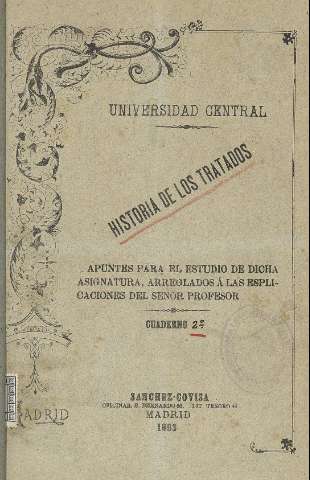 UNIVERSIDAD CENTRAL
HISTORIA DE LOS TRATADOS
APUNTES PARA EL ESTUDIO DE DICHA
ASIGNATURA, ARREGLADOS Á LAS ESPLI-
CACIONES DEL SEÑOR PROFESOR
CUADERNO 2º
SANCHEZ-COVISA
MADRID
MADRID